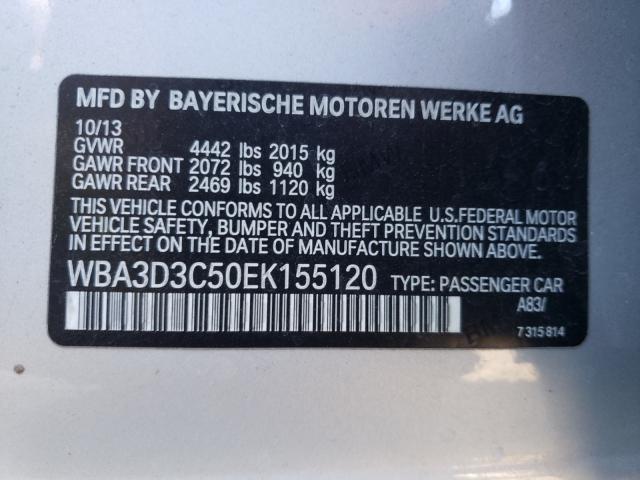 MFD BY BAYERISCHE MOTOREN WERKE AG
10/13
GVWR 4442 lbs 2015 kg
GAWR FRONT 2072 lbs 940 kg
GAWR REAR 2469 lbs 1120 kg
THIS VEHICLE CONFORMS TO ALL APPLICABLE U.S.FEDERAL MOTOR
VEHICLE SAFETY, BUMPER AND THEFT PREVENTION STANDARDS
IN EFFECT ON THE DATE OF MANUFACTURE SHOWN ABOVE.
WBA3D3C50EK155120 TYPE: PASSENGER CAR
A83/
7 315 814